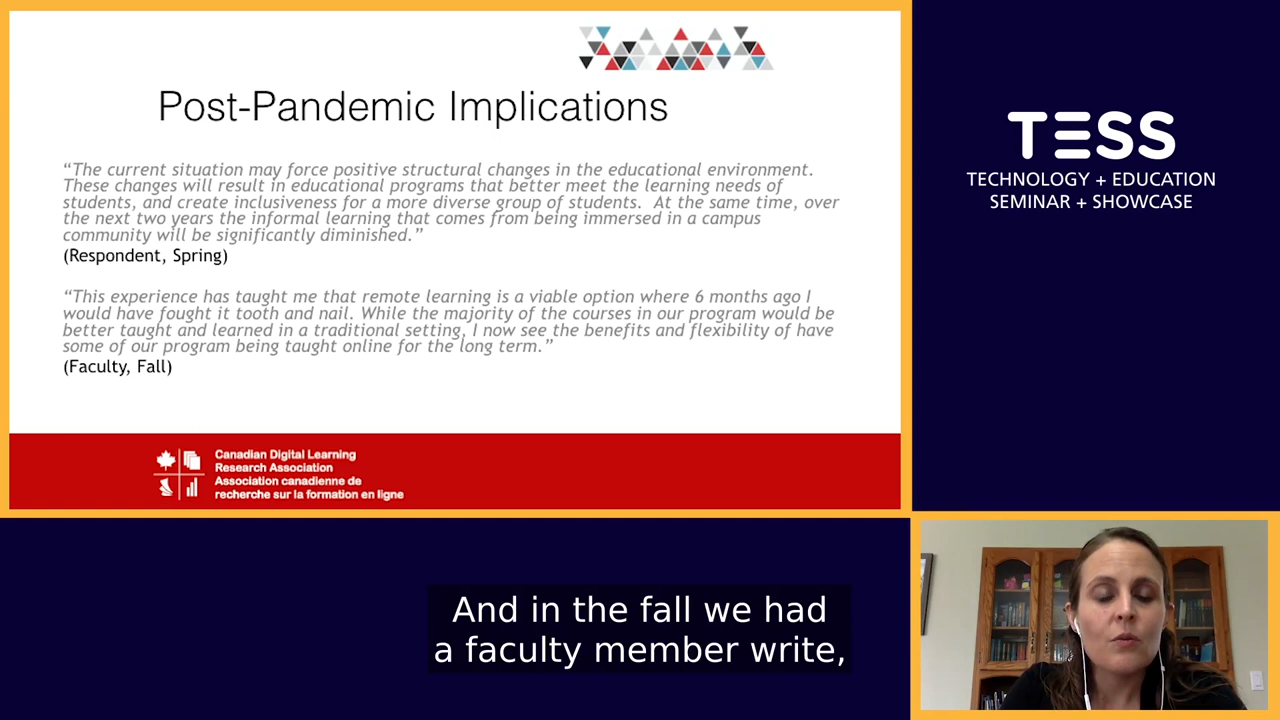 Post-Pandemic Implications
“The current situation may force positive structural changes in the educational environment.
These changes will result in educational programs that better meet the learning needs of
students, and create inclusiveness for a more diverse group of students.  At the same time, over
the next two years the informal learning that comes from being immersed in a campus
community will be significantly diminished.”
(Respondent, Spring)
“This experience has taught me that remote learning is a viable option where 6 months ago I
would have fought it tooth and nail. While the majority of the courses in our program would be
better taught and learned in a traditional setting, I now see the benefits and flexibility of have
some of our program being taught online for the long term.”
(Faculty, Fall)
Canadian Digital Learning
Research Association
Association canadienne de
recherche sur la formation en ligne
TESS
TECHNOLOGY + EDUCATION
SEMINAR + SHOWCASE
And in the fall we had
a faculty member write,